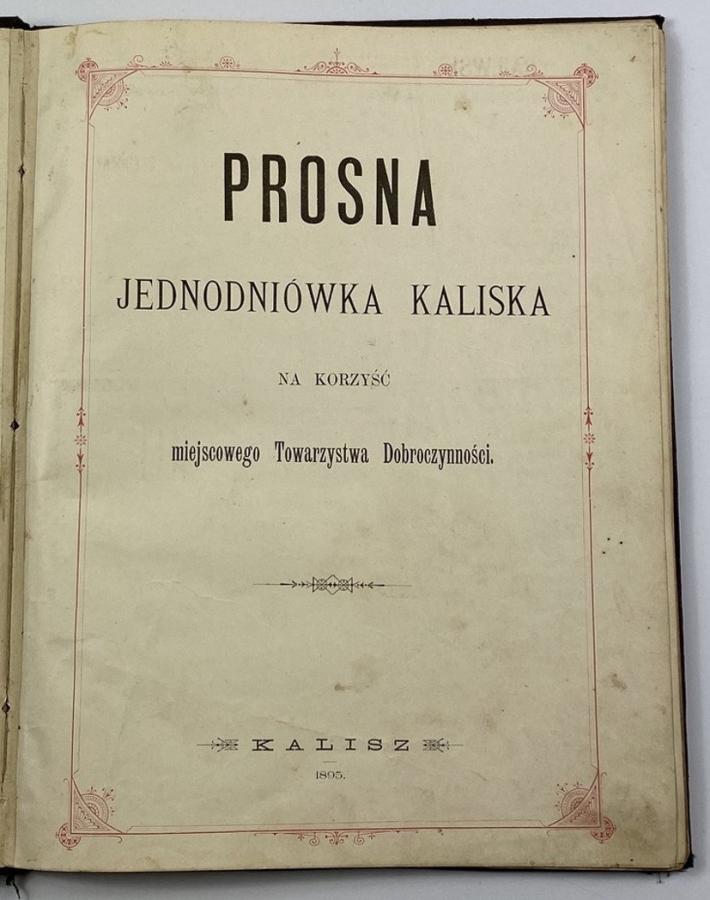 PROSNA
JEDNODNIÓWKA KALISKA
NA KORZYŚĆ
miejscowego Towarzystwa Dobroczynności.
KALISZ
1895.